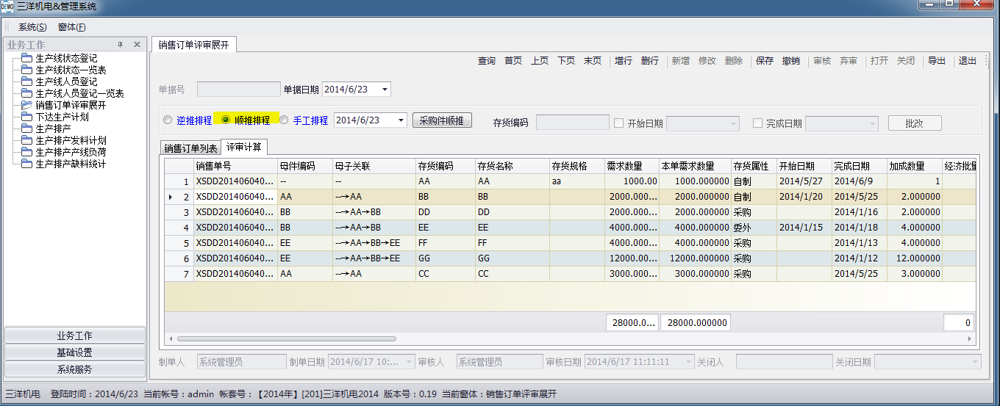 DEMO 三洋机电&管理系统
系统(S) 窗体(F)
业务工作
生产线状态登记
生产线状态一览表
生产线人员登记
生产线人员登记一览表
销售订单评审展开
下达生产计划
生产排产
生产排产发料计划
生产排产产线负荷
生产排产缺料统计
业务工作
基础设置
系统服务
销售订单评审展开
查询 首页 上页 下页 末页 增行 删行 新增 修改 删除 保存 撤销 审核 弃审 打开 关闭 导出 退出
单据号 单据日期 2014/6/23
逆推排程 顺推排程 手工排程 2014/6/23 采购件顺推 存货编码 开始日期 完成日期 批改
销售订单列表 评审计算
销售单号 母件编码 母子关联 存货编码 存货名称 存货规格 需求数量 本单需求数量 存货属性 开始日期 完成日期 加成数量 经济批量
1 XSDD201406040... -- -- AA AA aa 1000.00 1000.000000 自制 2014/5/27 2014/6/9 1
2 XSDD201406040... AA --→AA BB BB 2000.000... 2000.000000 自制 2014/1/20 2014/5/25 2.000000
3 XSDD201406040... BB --→AA→BB DD DD 2000.000... 2000.000000 采购 2014/1/16 2.000000
4 XSDD201406040... BB --→AA→BB EE EE 4000.000... 4000.000000 委外 2014/1/15 2014/1/18 4.000000
5 XSDD201406040... EE --→AA→BB→EE FF FF 4000.000... 4000.000000 采购 2014/1/13 4.000000
6 XSDD201406040... EE --→AA→BB→EE GG GG 12000.00... 12000.000000 采购 2014/1/12 12.000000
7 XSDD201406040... AA --→AA CC CC 3000.000... 3000.000000 采购 2014/5/25 3.000000
28000.0... 28000.000000 0
制单人 系统管理员 制单日期 2014/6/17 10:... 审核人 系统管理员 审核日期 2014/6/17 11:11:11 关闭人 关闭日期
三洋机电 登陆时间：2014/6/23 当前帐号：admin 帐套号：【2014年】[201]三洋机电2014 版本号：0.19 当前窗体：销售订单评审展开